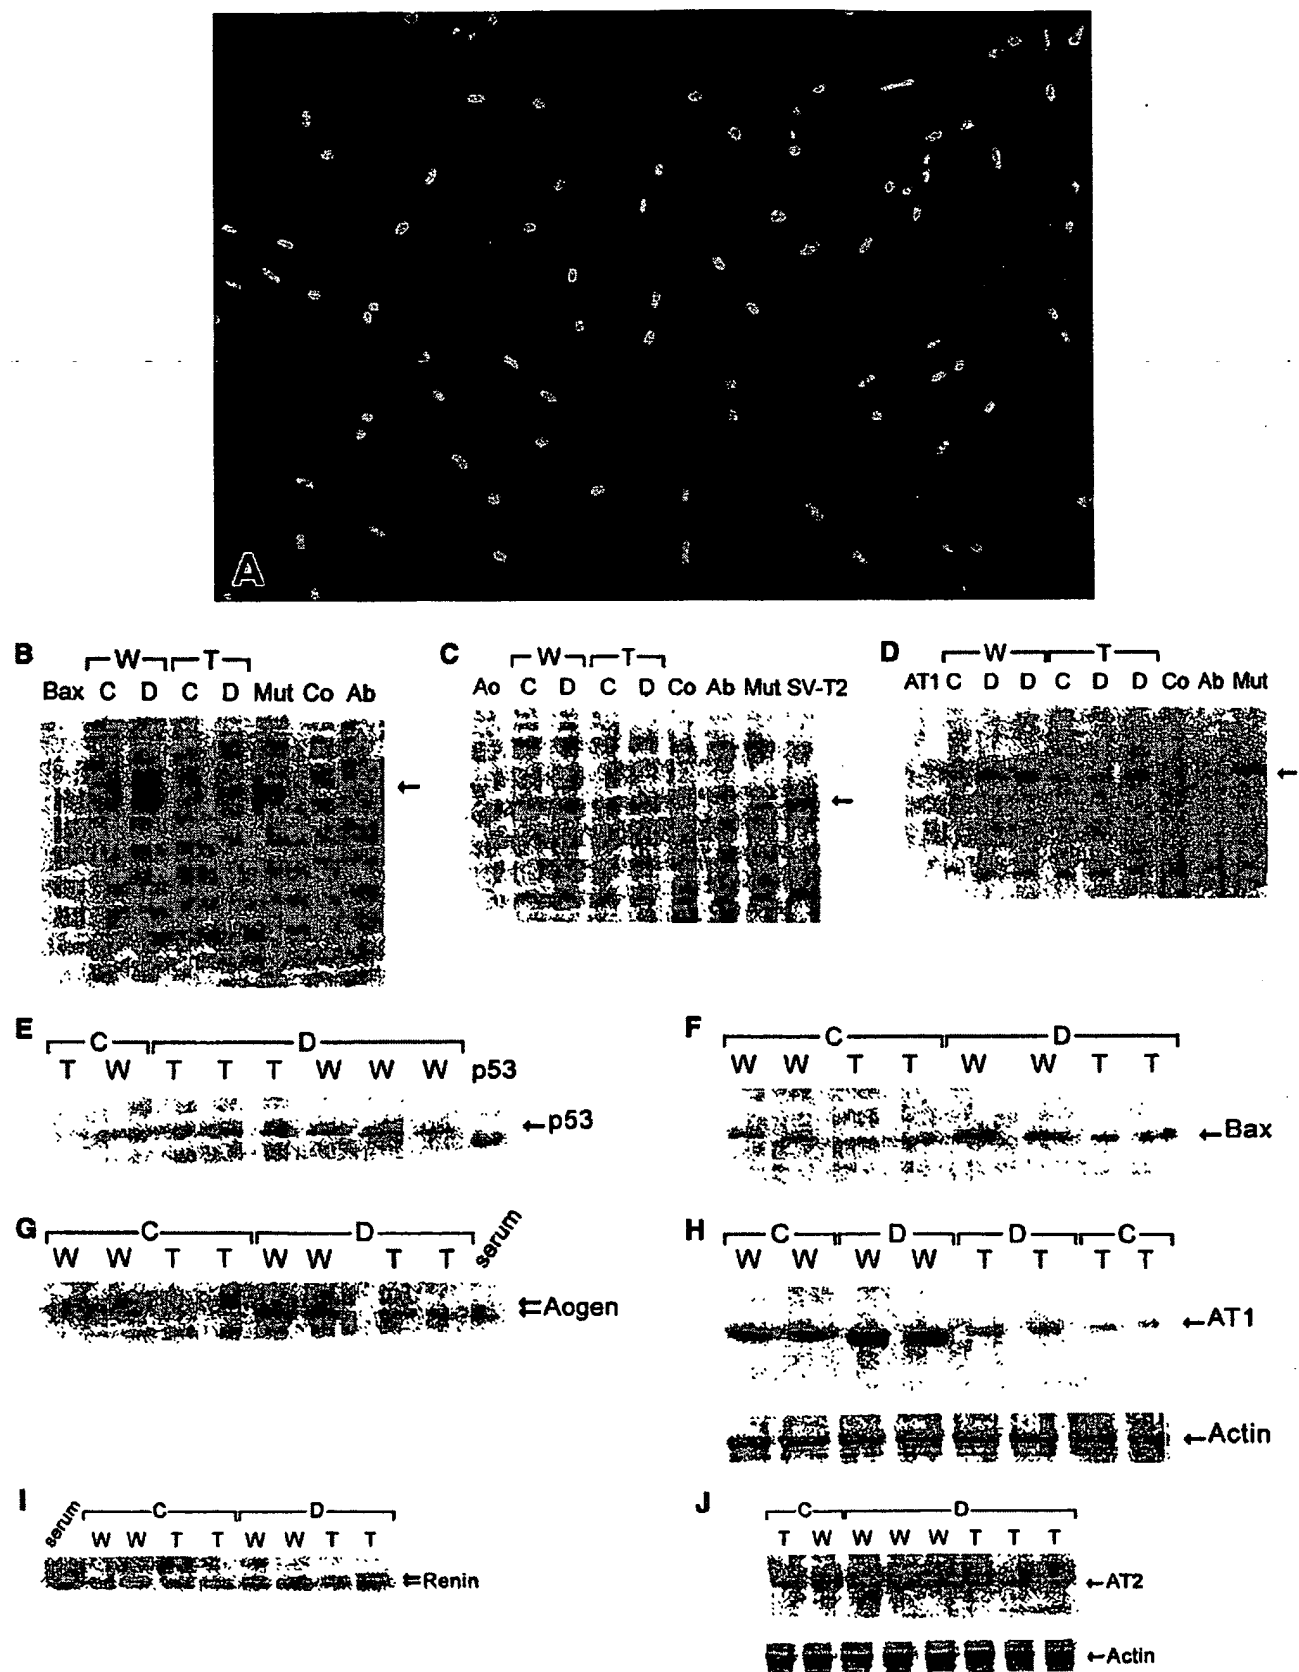 A
B
W T
Bax C D C D Mut Co Ab
C
W T
Ao C D C D Co Ab Mut SV-T2
D
W T
AT1 C D D C D D Co Ab Mut
E
C D
T W T T T W W W p53
p53
F
C D
W W T T W W T T
Bax
G
C D
W W T T W W T T serum
Aogen
H
C D D C
W W W W T T T T
AT1
Actin
I
C D
serum W W T T W W T T
Renin
J
C D
T W W W W T T T
AT2
Actin